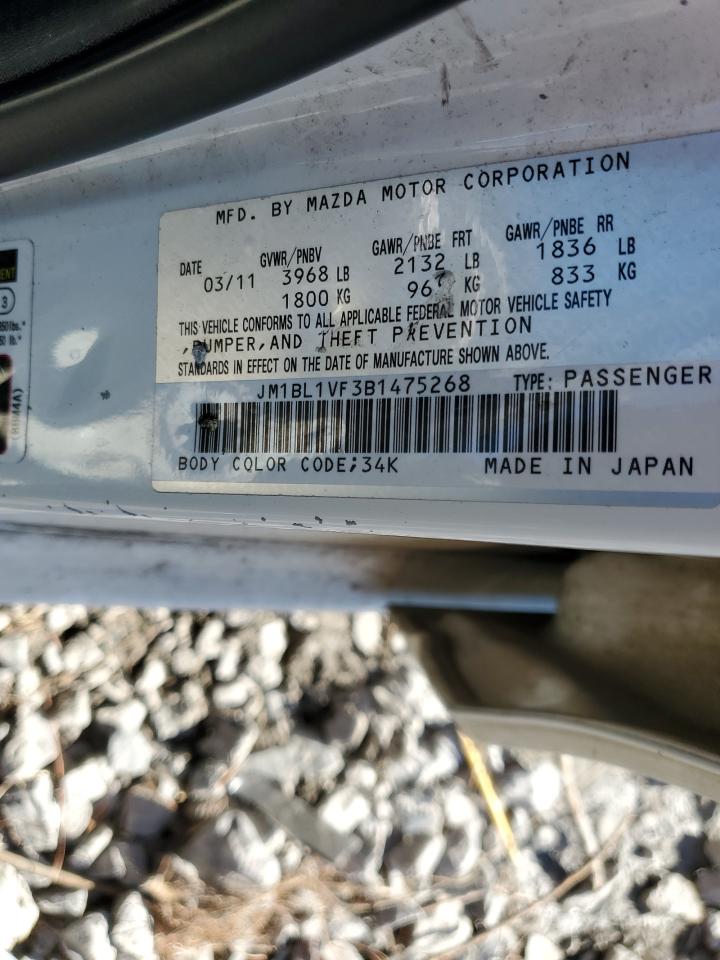 MFD. BY MAZDA MOTOR CORPORATION
DATE GVWR/PNBV GAWR/PNBE FRT GAWR/PNBE RR
03/11 3968 LB 2132 LB 1836 LB
1800 KG KG 833 KG
THIS VEHICLE CONFORMS TO ALL APPLICABLE FEDERAL MOTOR VEHICLE SAFETY
,BUMPER,AND THEFT PREVENTION
STANDARDS IN EFFECT ON THE DATE OF MANUFACTURE SHOWN ABOVE.
JM1BL1VF3B1475268 TYPE: PASSENGER
BODY COLOR CODE;34K MADE IN JAPAN
3